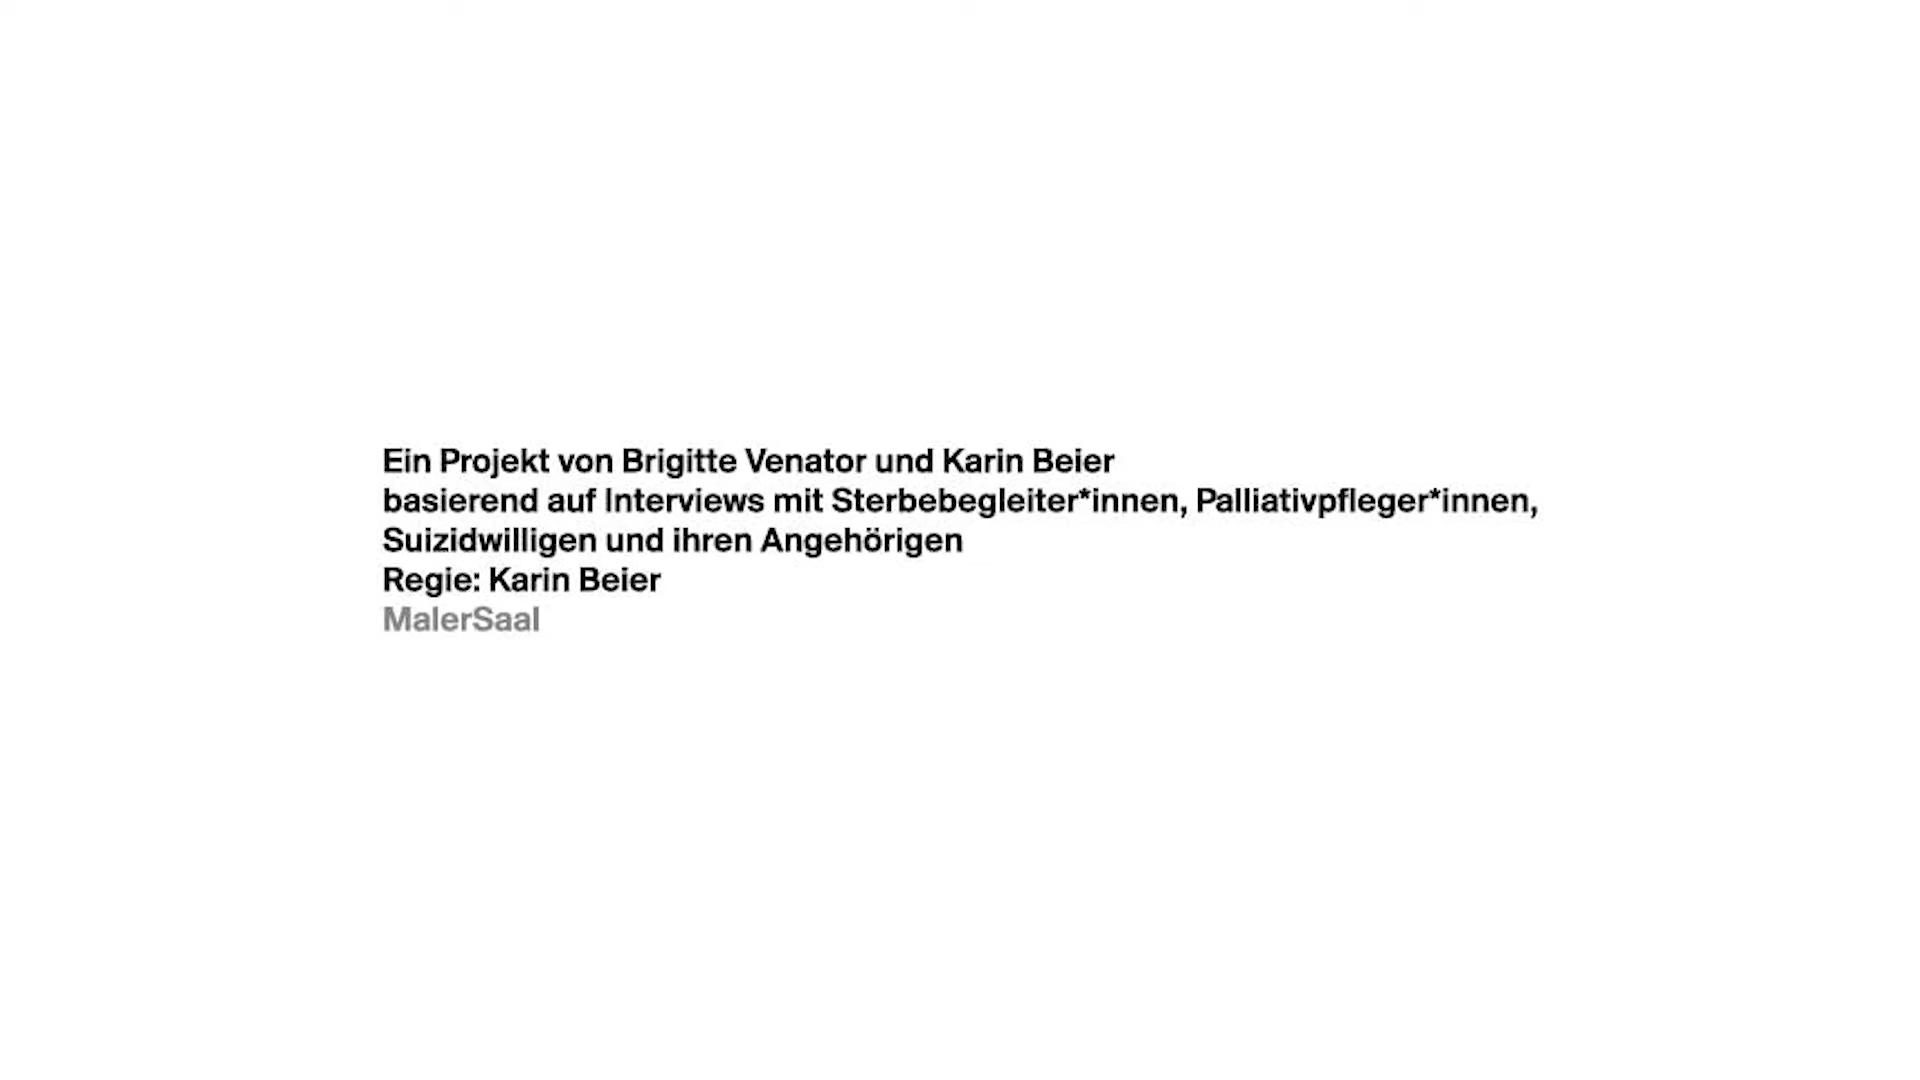 Ein Projekt von Brigitte Venator und Karin Beier
basierend auf Interviews mit Sterbebegleiter*innen, Palliativpfleger*innen,
Suizidwilligen und ihren Angehörigen
Regie: Karin Beier
MalerSaal